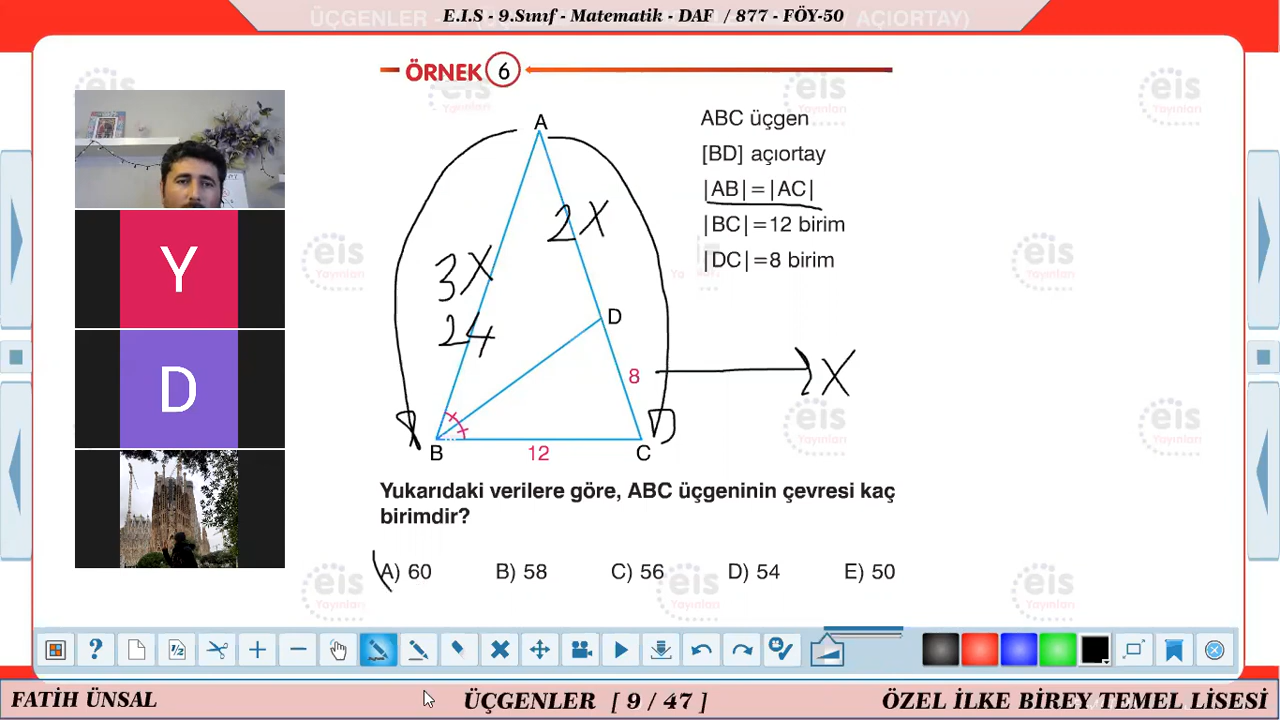 ÜÇGENLER
AÇIORTAY)
E.I.S - 9.Sınıf - Matematik - DAF / 877 - FÖY-50
ÖRNEK 6
ABC üçgen
[BD] açıortay
|AB|=|AC|
|BC|=12 birim
|DC|=8 birim
A
2X
3X
24
D
8
X
B
12
C
Y
D
Yukarıdaki verilere göre, ABC üçgeninin çevresi kaç
birimdir?
A) 60 B) 58 C) 56 D) 54 E) 50
eis
Yayınları
FATİH ÜNSAL
ÜÇGENLER [ 9 / 47 ]
ÖZEL İLKE BİREY TEMEL LİSESİ